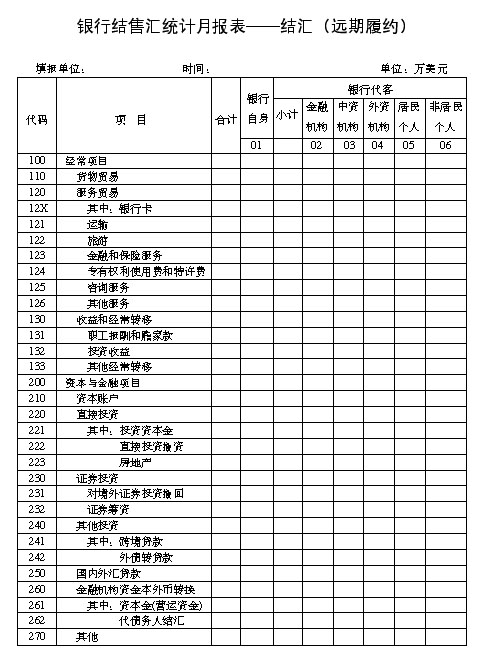 银行结售汇统计月报表——结汇（远期履约）
填报单位： 时间： 单位：万美元
代码 项 目 合计 银行自身 银行代客
小计 金融机构 中资机构 外资机构 居民个人 非居民个人
01 02 03 04 05 06
100 经常项目
110 货物贸易
120 服务贸易
12X 其中：银行卡
121 运输
122 旅游
123 金融和保险服务
124 专有权利使用费和特许费
125 咨询服务
126 其他服务
130 收益和经常转移
131 职工报酬和赡家款
132 投资收益
133 其他经常转移
200 资本与金融项目
210 资本账户
220 直接投资
221 其中：投资资本金
222 直接投资撤资
223 房地产
230 证券投资
231 对境外证券投资撤回
232 证券筹资
240 其他投资
241 其中：跨境贷款
242 外债转贷款
250 国内外汇贷款
260 金融机构资本金本外币转换
261 其中：资本金(营运资金)
262 代债务人结汇
270 其他